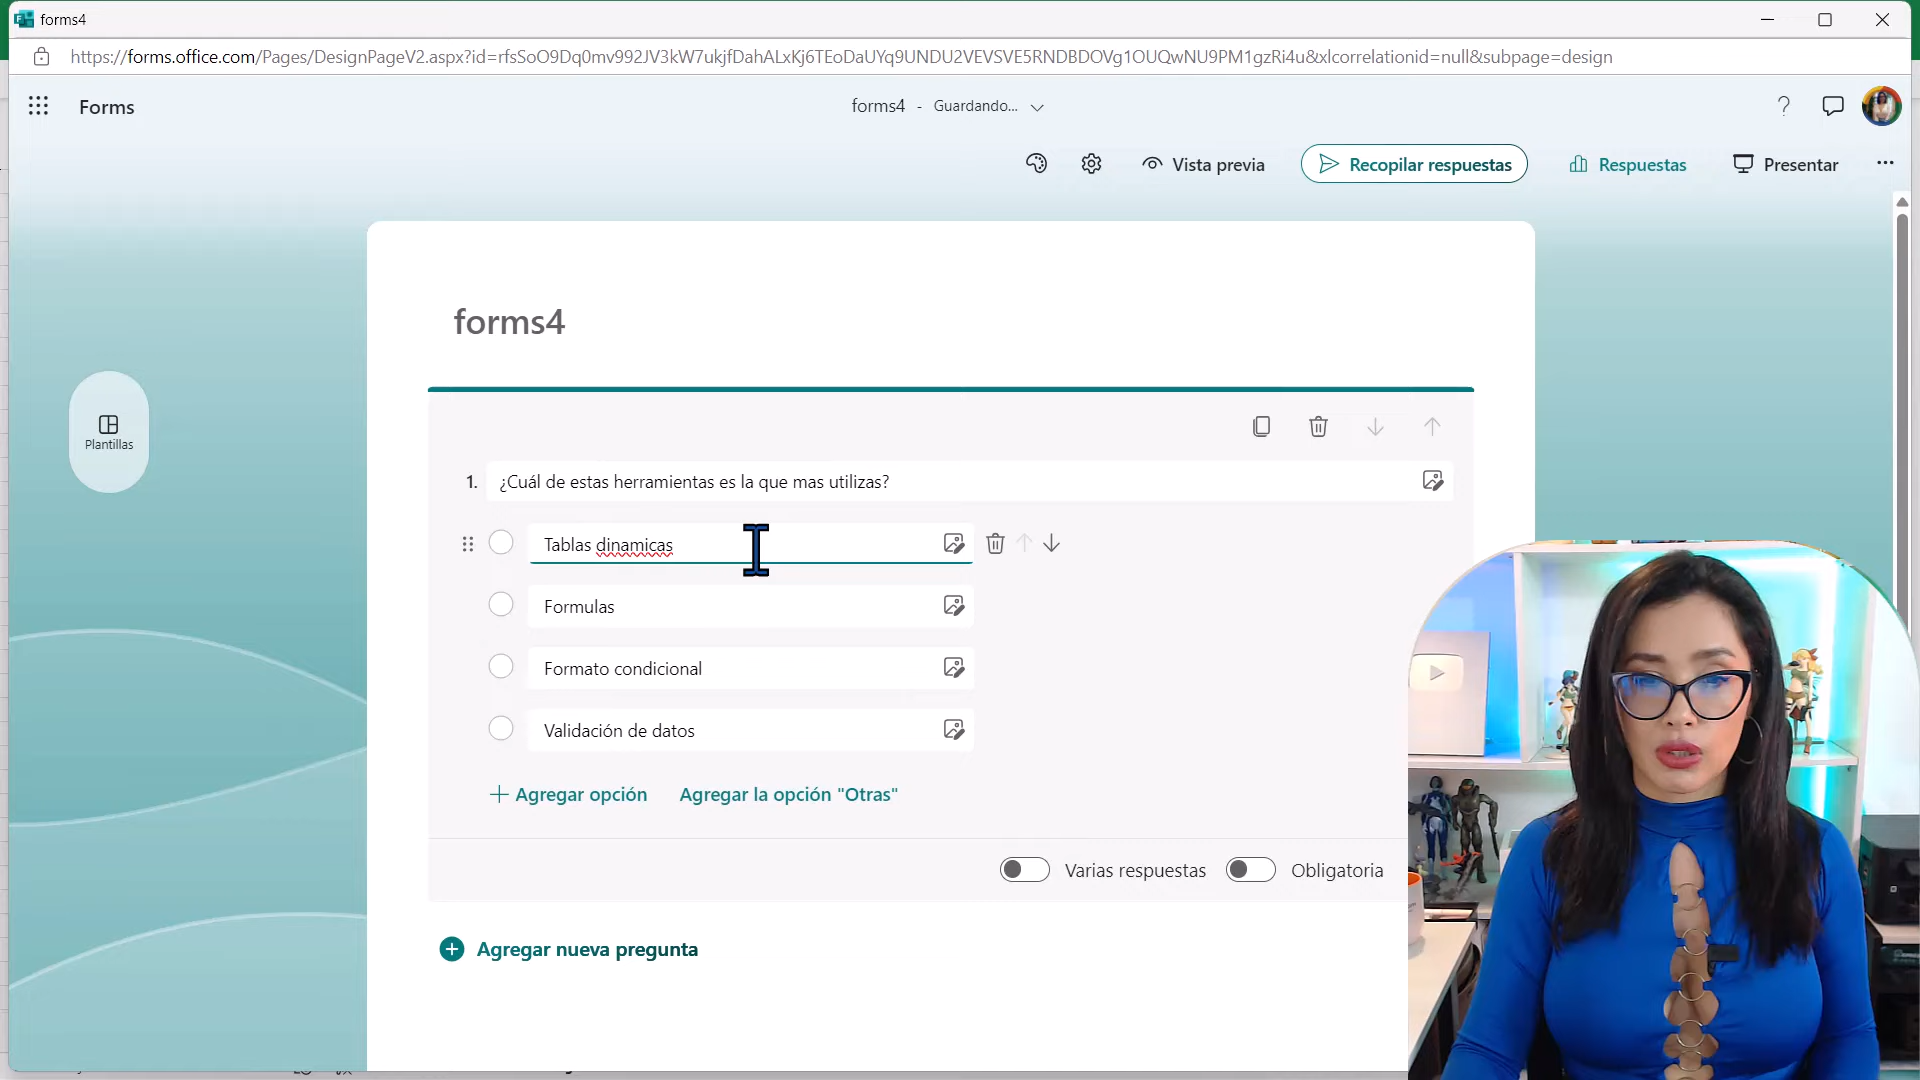 forms4
https://forms.office.com/Pages/DesignPageV2.aspx?id=rfsSoO9Dq0mv992JV3kW7ukjfDahALxKj6TEoDaUYq9UNDU2VEVSVE5RNDBDOVg1OUQwNU9PM1gzRi4u&xlcorrelationid=null&subpage=design
Forms
forms4 - Guardando...
Vista previa
Recopilar respuestas
Respuestas
Presentar
forms4
Plantillas
1. ¿Cuál de estas herramientas es la que mas utilizas?
Tablas dinamicas
Formulas
Formato condicional
Validación de datos
Agregar opción
Agregar la opción "Otras"
Varias respuestas
Obligatoria
Agregar nueva pregunta